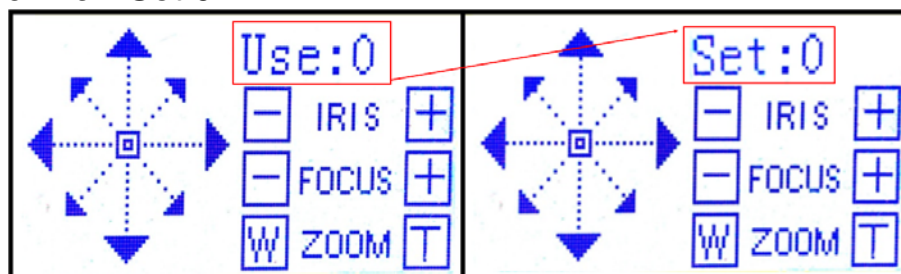 Use:0
- IRIS +
- FOCUS +
W ZOOM T
Set:0
- IRIS +
- FOCUS +
W ZOOM T